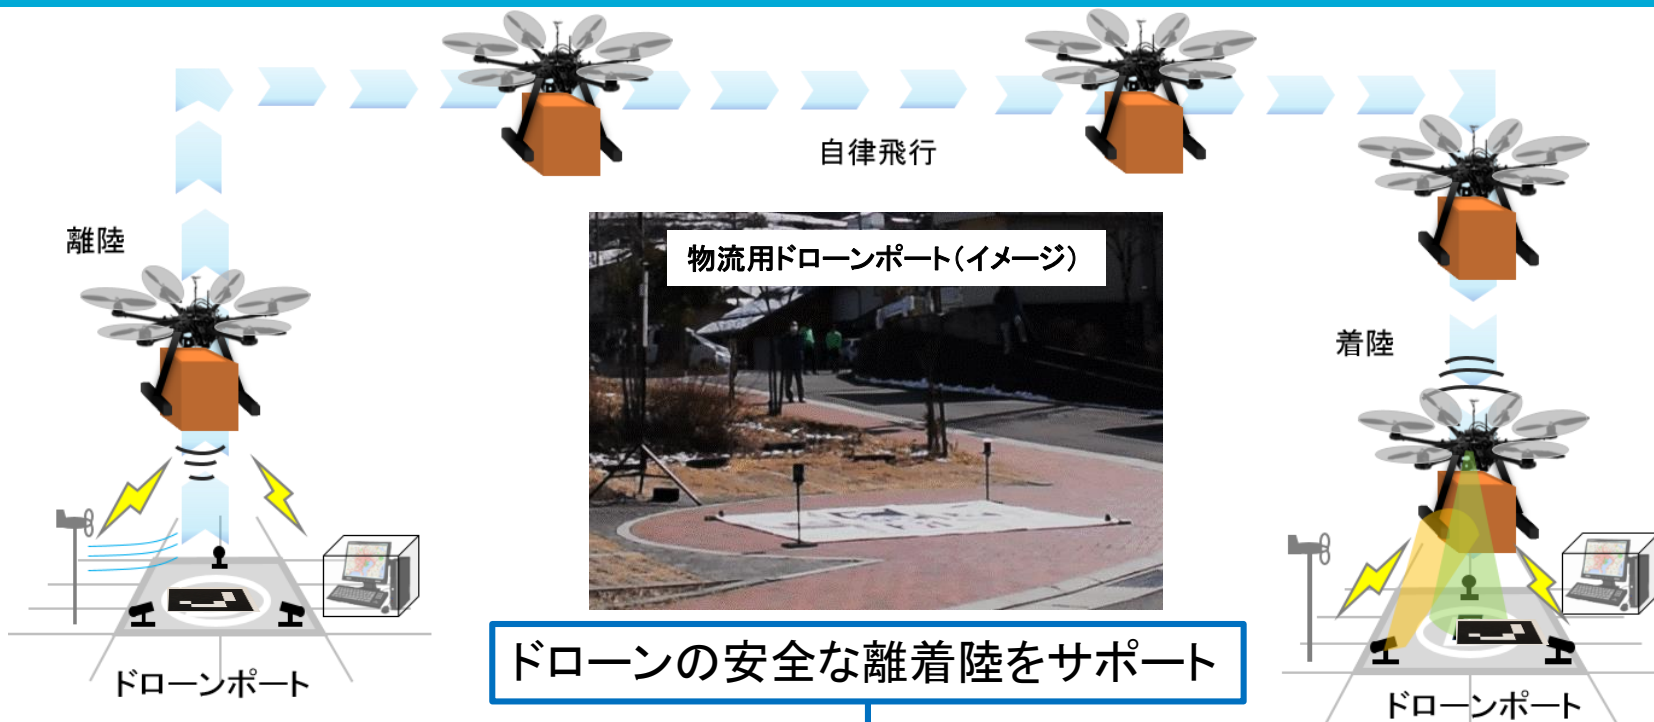 自律飛行
離陸
物流用ドローンポート（イメージ）
着陸
ドローンの安全な離着陸をサポート
ドローンポート
ドローンポート